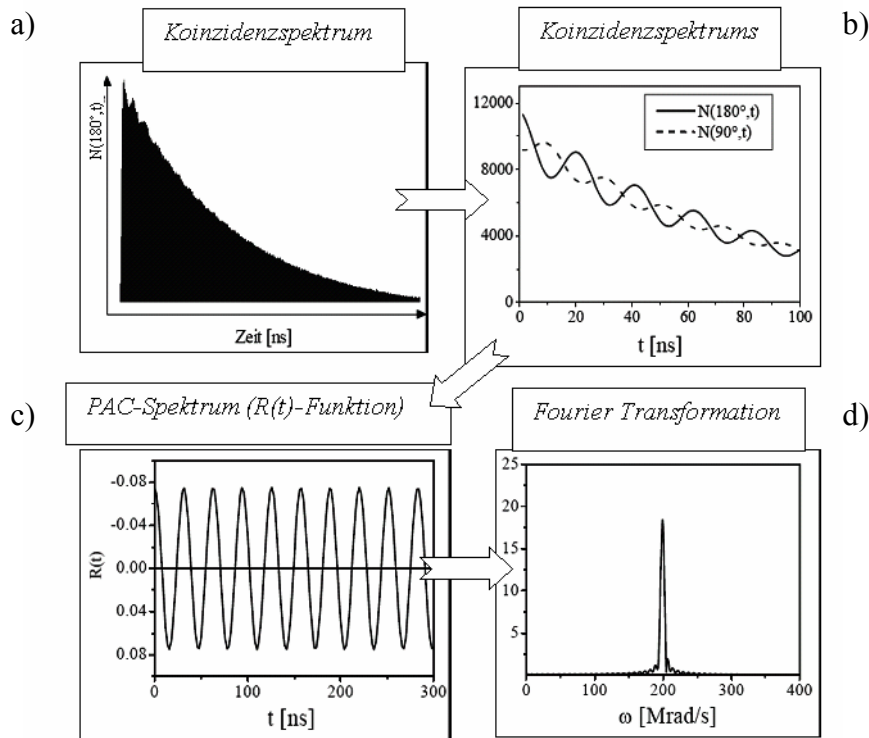 a)
Koinzidenzspektrum
N(180°,t)
Zeit [ns]
b)
Koinzidenzspektrums
12000
8000
4000
0
N(180°,t)
N(90°,t)
0 20 40 60 80 100
t [ns]
c)
PAC-Spektrum (R(t)-Funktion)
R(t)
-0.08
-0.04
0.00
0.04
0.08
0 100 200 300
t [ns]
d)
Fourier Transformation
25
20
15
10
5
0 100 200 300 400
ω [Mrad/s]